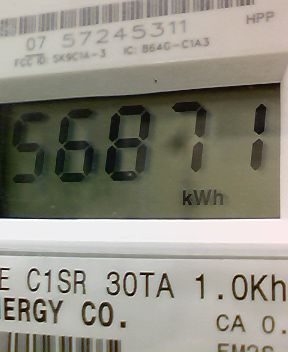 HPP
07 57245311
FCC ID: SK9C1A-3 IC: 864G-C1A3
56871
kWh
E C1SR 30TA 1.0Kh
ERGY CO.
CA 0.